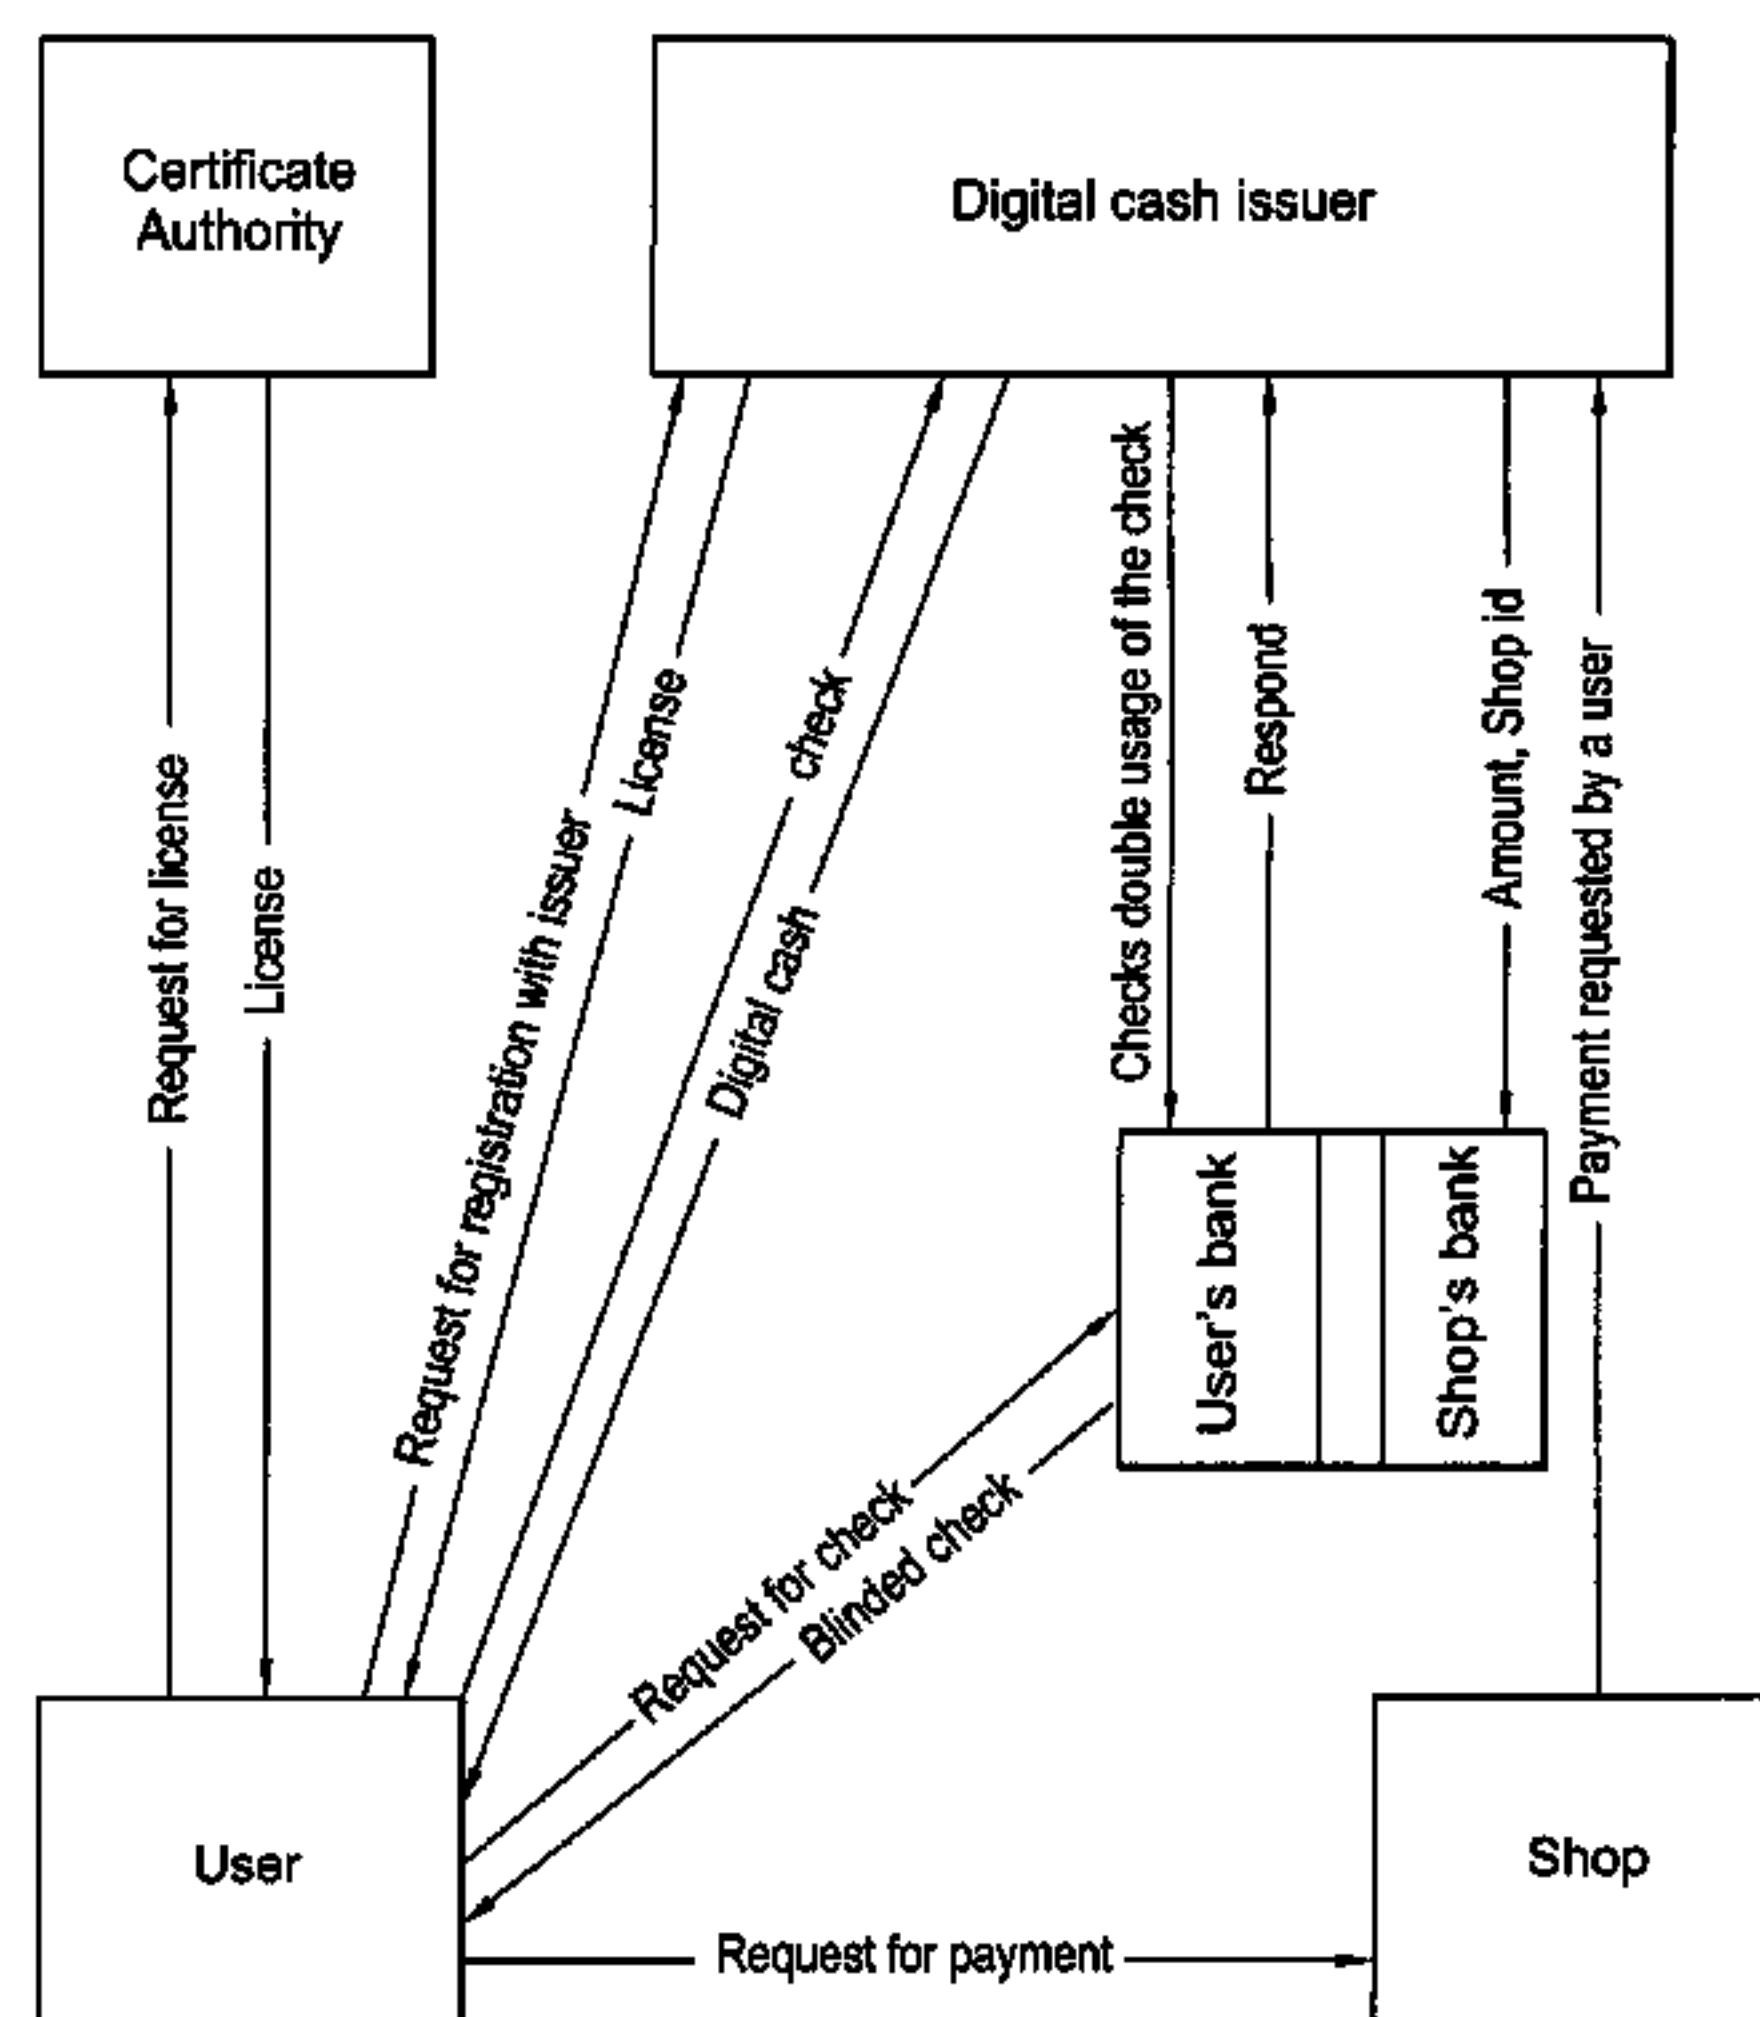 Certificate
Authority
Digital cash issuer
Request for license
License
Request for registration with issuer
License
check
Digital cash
Checks double usage of the check
Respond
Amount, Shop id
Payment requested by a user
User's bank
Shop's bank
Request for check
Blinded check
User
Shop
Request for payment